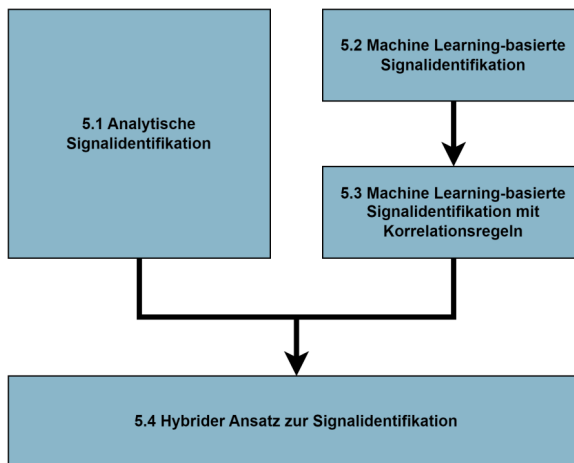 5.1 Analytische
Signalidentifikation
5.2 Machine Learning-basierte
Signalidentifikation
5.3 Machine Learning-basierte
Signalidentifikation mit
Korrelationsregeln
5.4 Hybrider Ansatz zur Signalidentifikation